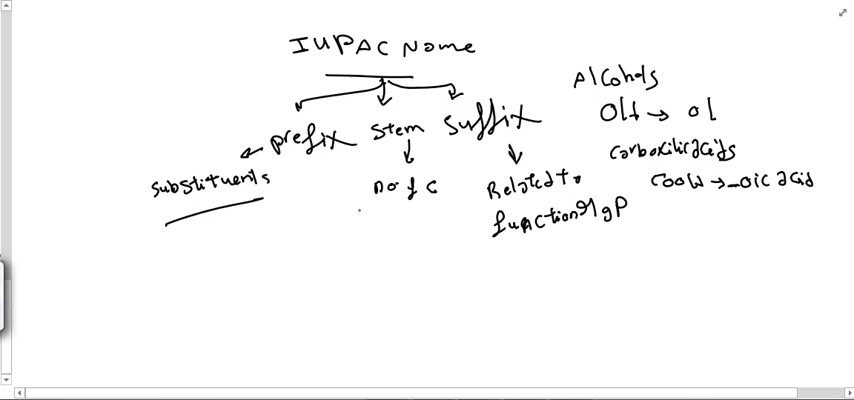 IUPAC Name
Prefix Stem Suffix
Substituents
no of C
Related to
functional gP
Alcohols
OH → ol
Carboxilic acids
COOH → -oic acid